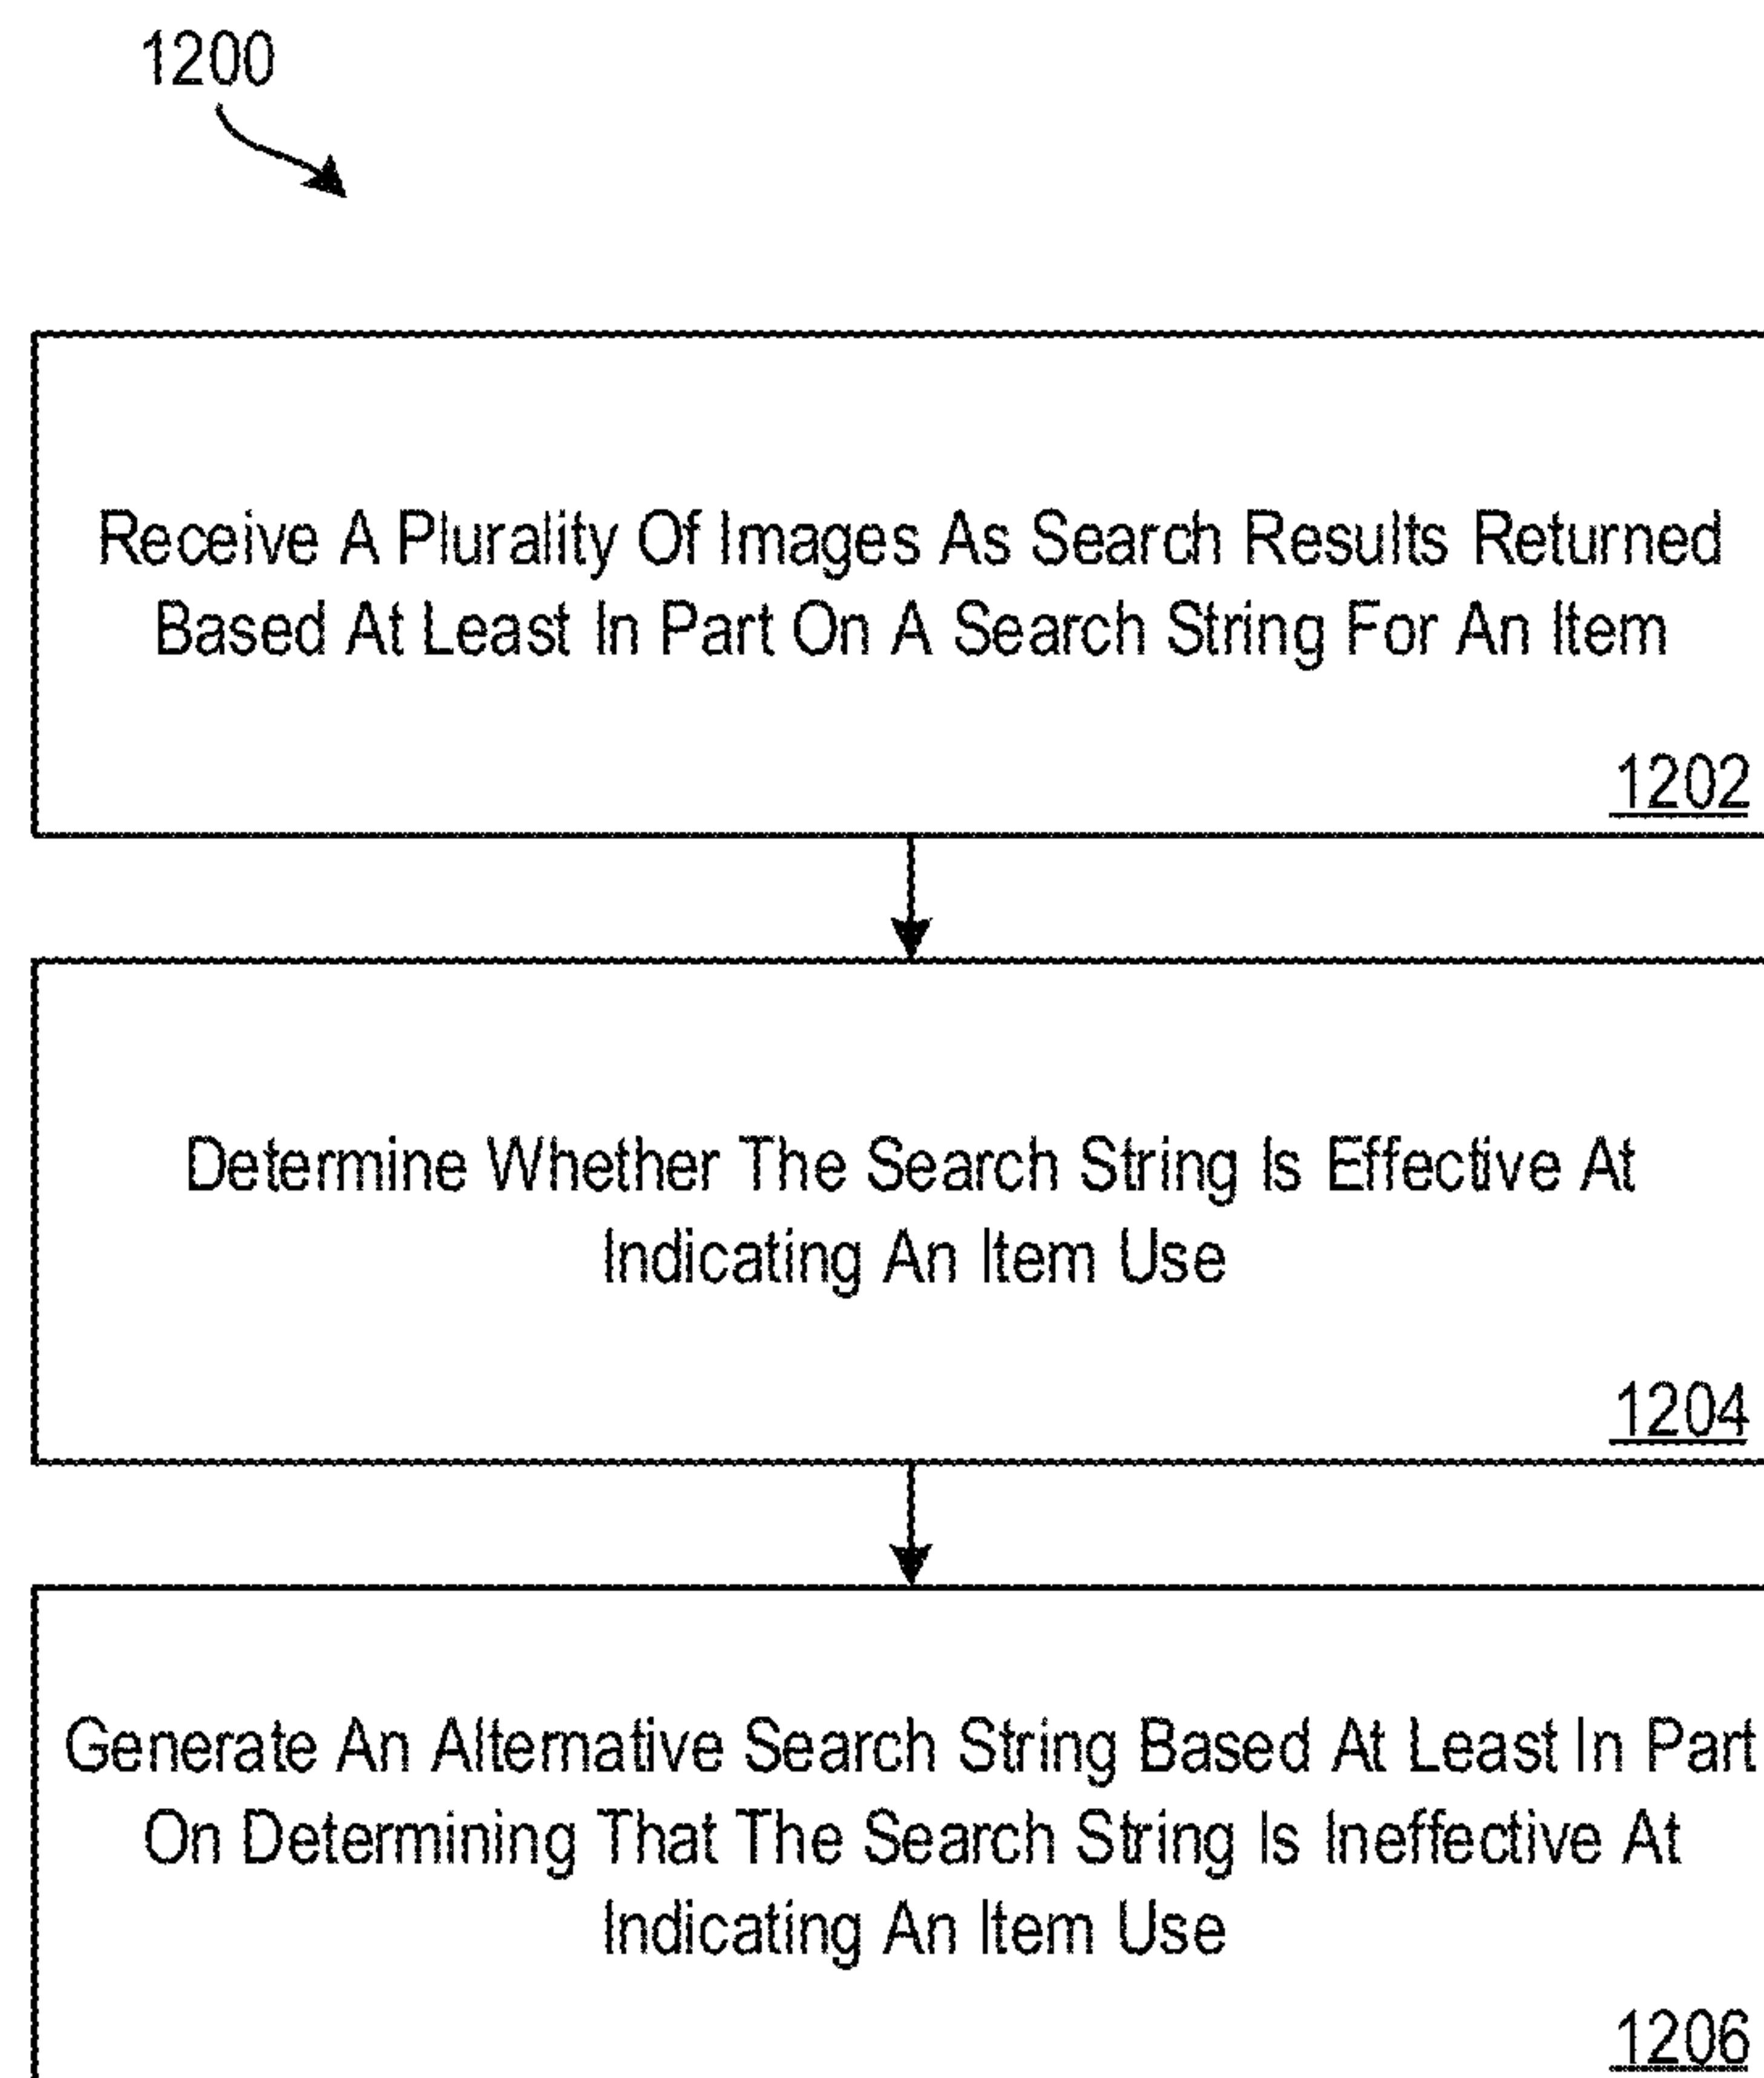 1200
Receive A Plurality Of Images As Search Results Returned
Based At Least In Part On A Search String For An Item
1202
Determine Whether The Search String Is Effective At
Indicating An Item Use
1204
Generate An Alternative Search String Based At Least In Part
On Determining That The Search String Is Ineffective At
Indicating An Item Use
1206